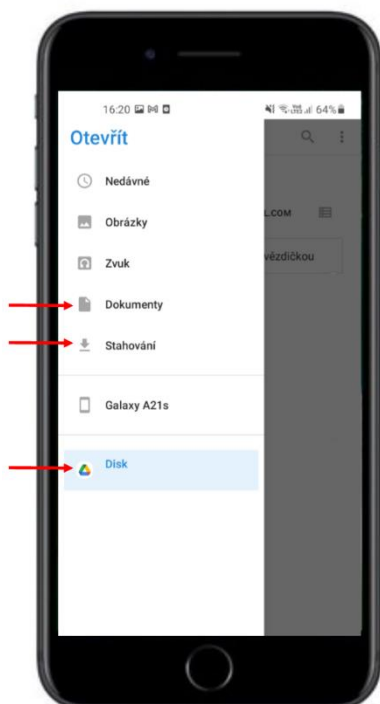 16:20 64%
Otevřít
Nedávné
Obrázky
L.COM
Zvuk
vězdičkou
Dokumenty
Stahování
Galaxy A21s
Disk